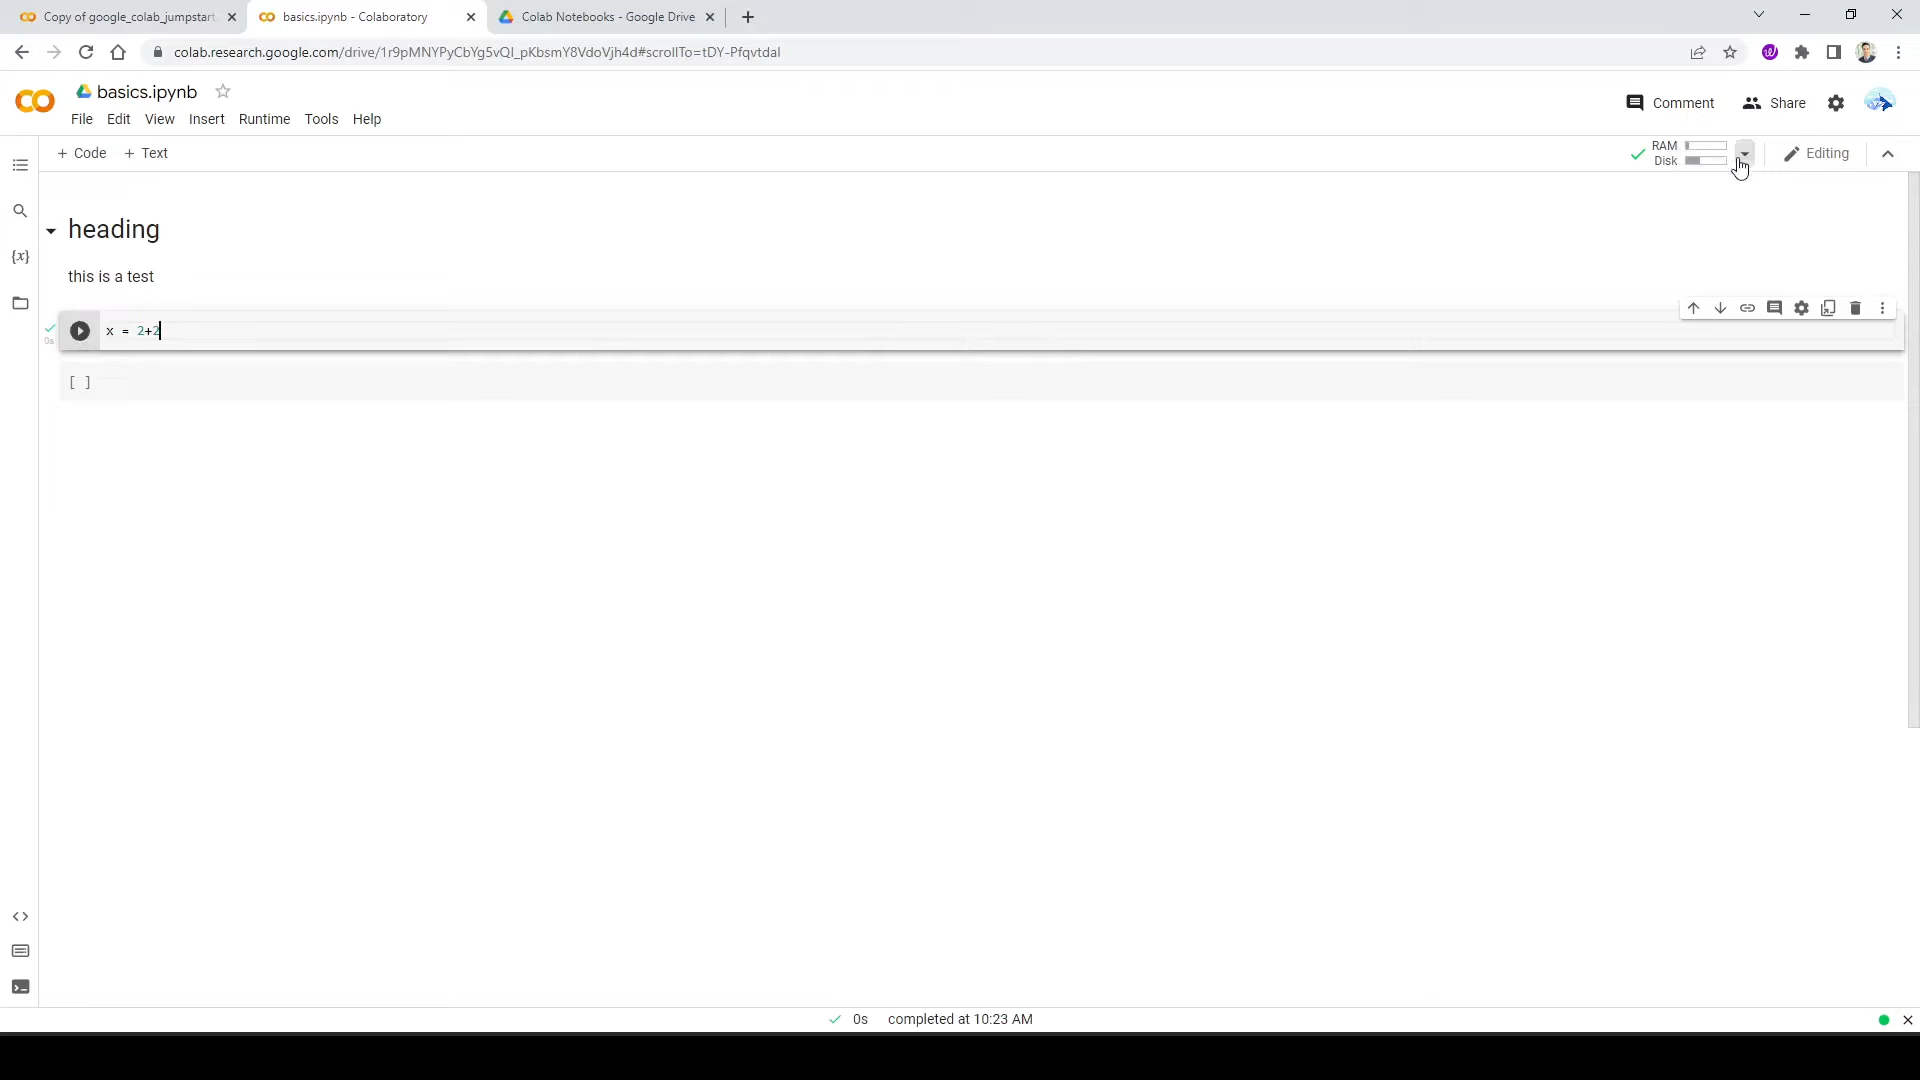 Copy of google_colab_jumpstart.
basics.ipynb - Colaboratory
Colab Notebooks - Google Drive
colab.research.google.com/drive/1r9pMNYPyCbYg5vQI_pKbsmY8VdoVjh4d#scrollTo=tDY-Pfqvtdal
basics.ipynb
Comment
Share
File Edit View Insert Runtime Tools Help
+ Code + Text
RAM
Disk
Editing
heading
{x}
this is a test
x = 2+2
0s
[ ]
0s completed at 10:23 AM